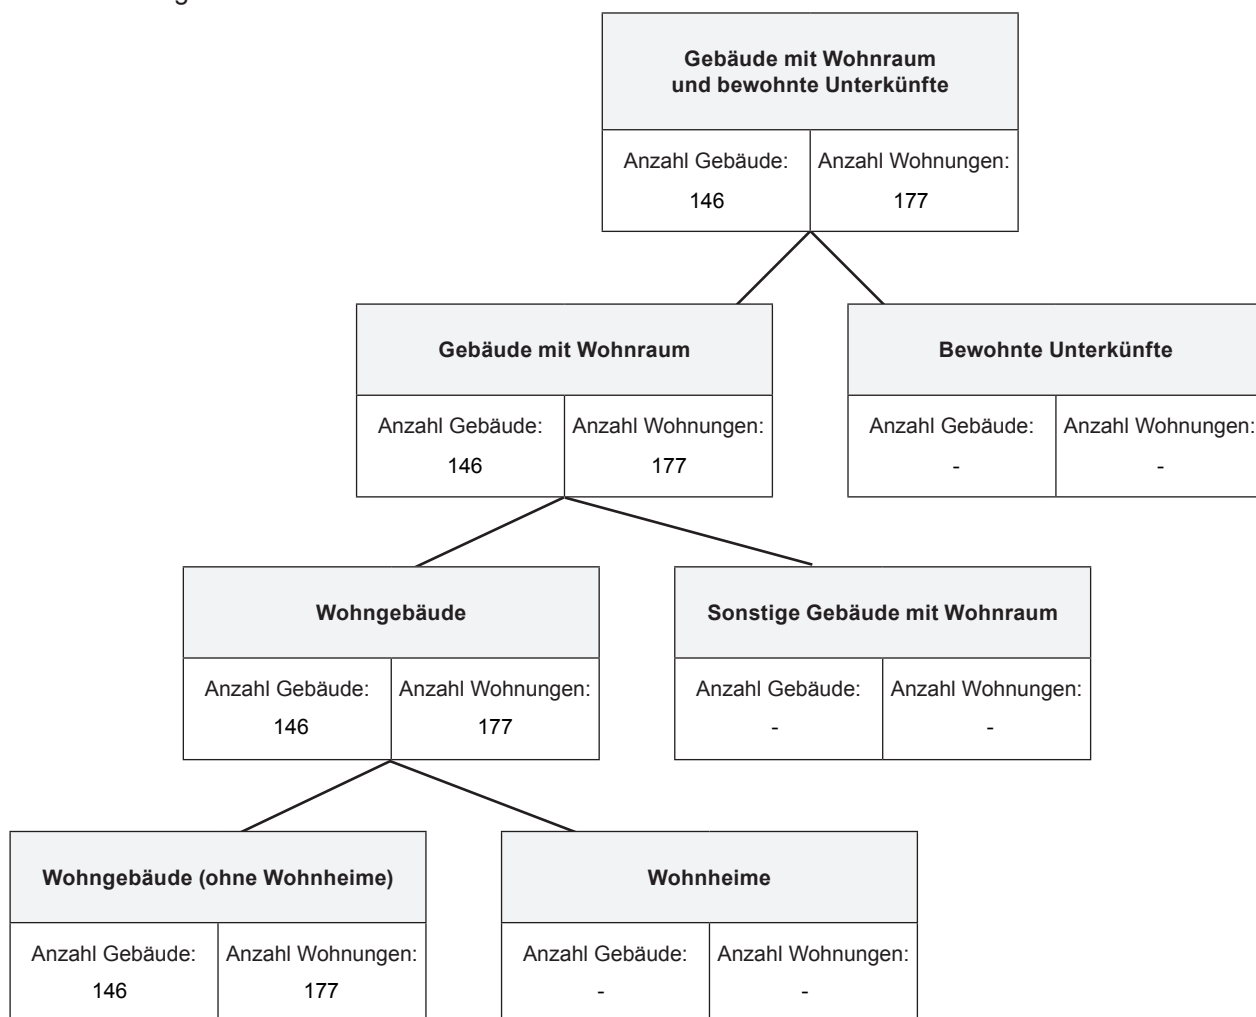 Gebäude mit Wohnraum
und bewohnte Unterkünfte
Anzahl Gebäude: Anzahl Wohnungen:
146 177
Gebäude mit Wohnraum Bewohnte Unterkünfte
Anzahl Gebäude: Anzahl Wohnungen: Anzahl Gebäude: Anzahl Wohnungen:
146 177 - -
Wohngebäude Sonstige Gebäude mit Wohnraum
Anzahl Gebäude: Anzahl Wohnungen: Anzahl Gebäude: Anzahl Wohnungen:
146 177 - -
Wohngebäude (ohne Wohnheime) Wohnheime
Anzahl Gebäude: Anzahl Wohnungen: Anzahl Gebäude: Anzahl Wohnungen:
146 177 - -